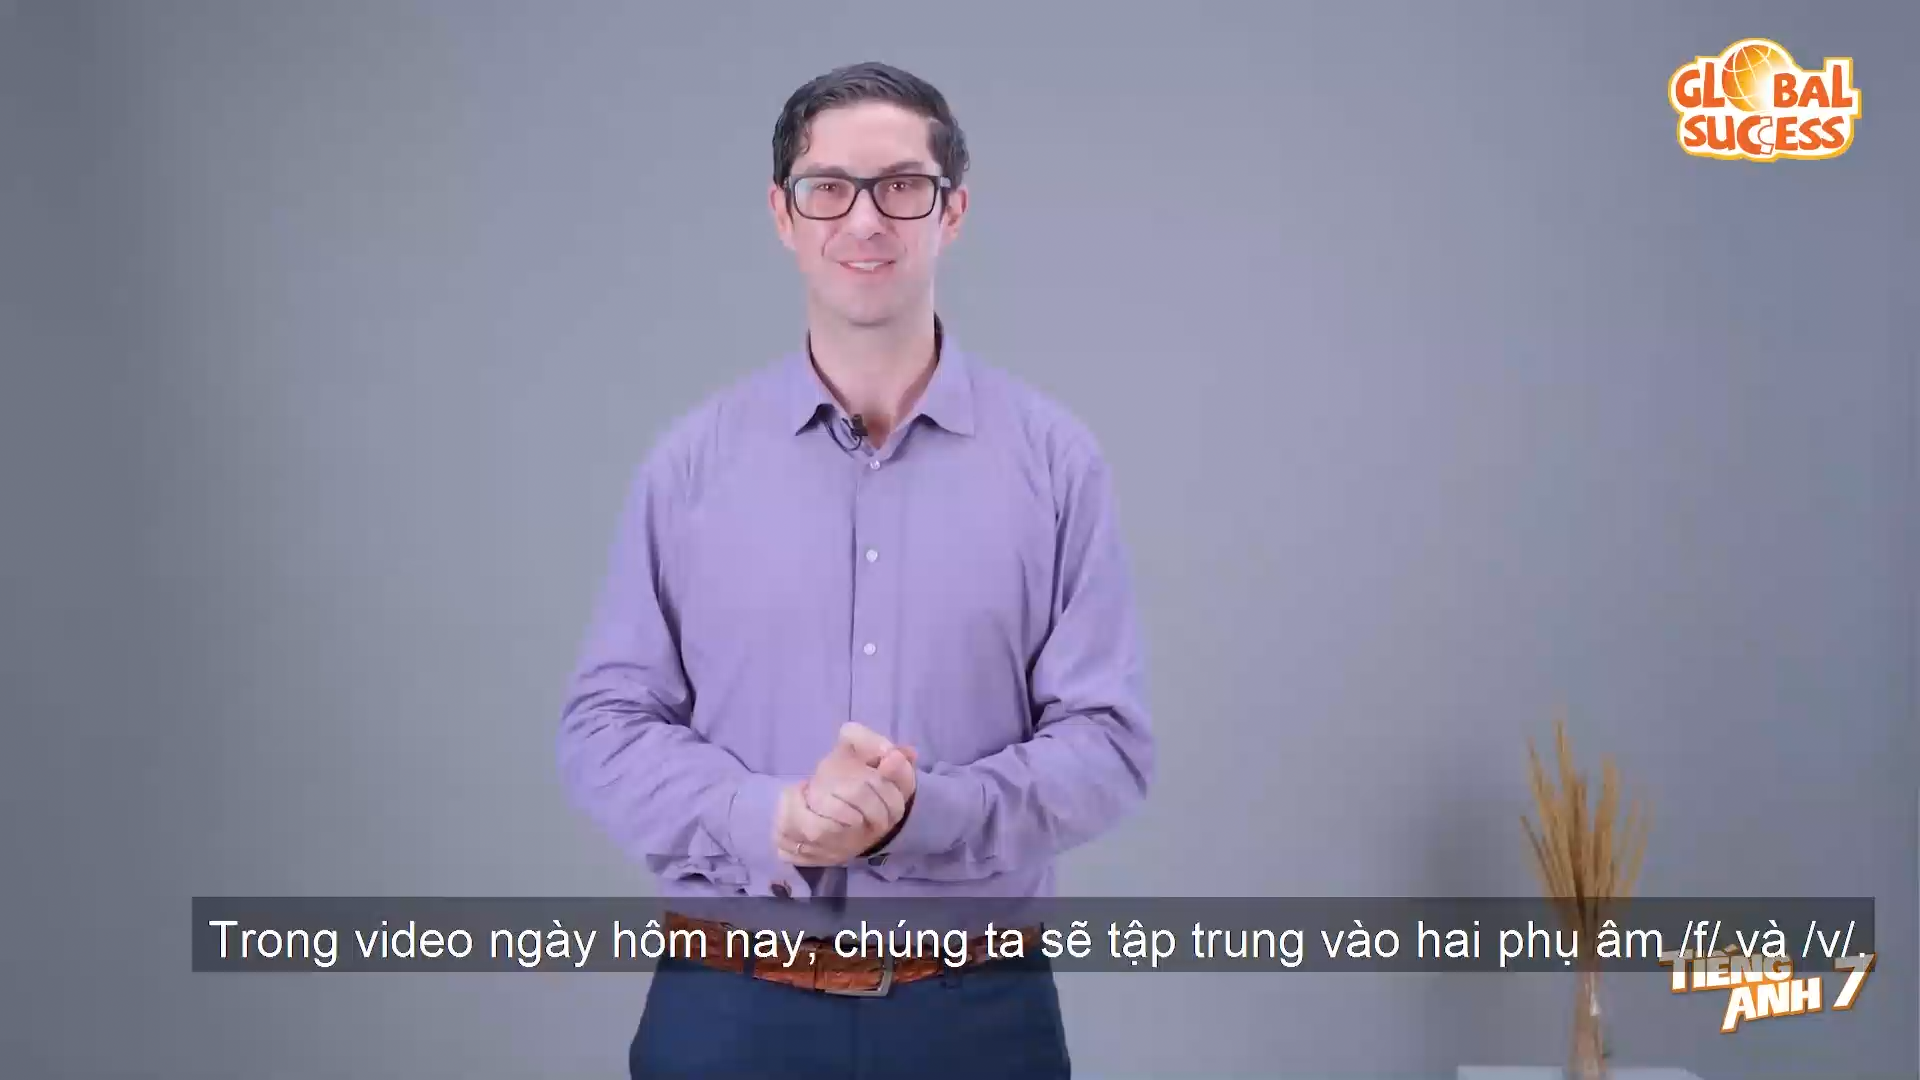 GLOBAL
SUCCESS
Trong video ngày hôm nay, chúng ta sẽ tập trung vào hai phụ âm /f/ và /v/.
TIẾNG
ANH 7